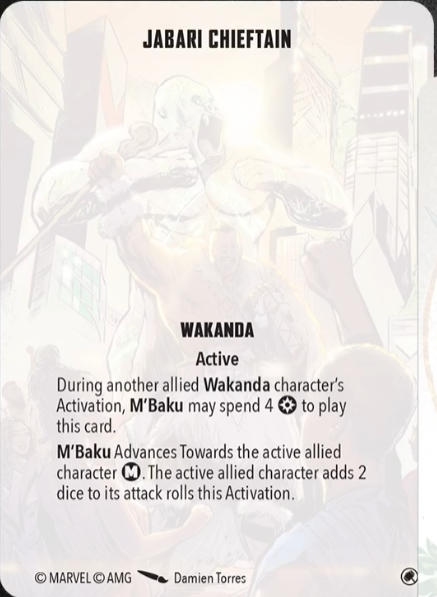 JABARI CHIEFTAIN
WAKANDA
Active
During another allied Wakanda character's
Activation, M'Baku may spend 4 to play
this card.
M'Baku Advances Towards the active allied
character M. The active allied character adds 2
dice to its attack rolls this Activation.
© MARVEL © AMG Damien Torres